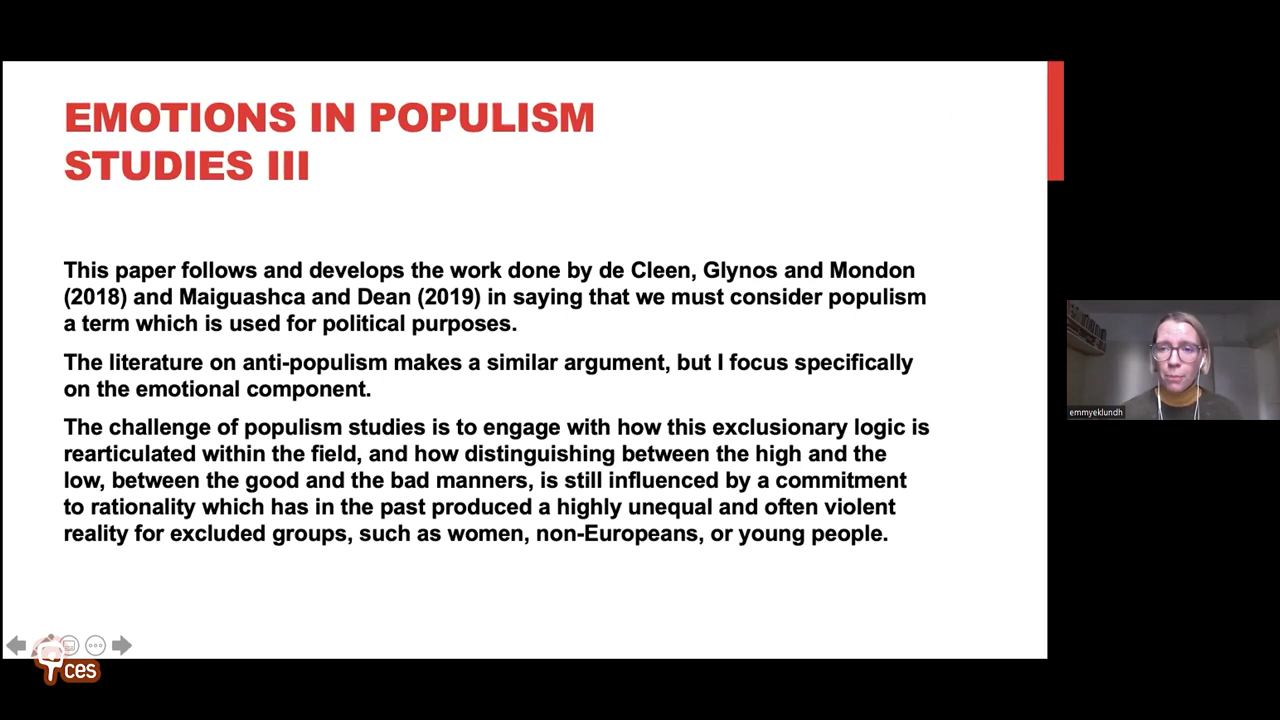 EMOTIONS IN POPULISM
STUDIES III
This paper follows and develops the work done by de Cleen, Glynos and Mondon
(2018) and Maiguashca and Dean (2019) in saying that we must consider populism
a term which is used for political purposes.
The literature on anti-populism makes a similar argument, but I focus specifically
on the emotional component.
The challenge of populism studies is to engage with how this exclusionary logic is
rearticulated within the field, and how distinguishing between the high and the
low, between the good and the bad manners, is still influenced by a commitment
to rationality which has in the past produced a highly unequal and often violent
reality for excluded groups, such as women, non-Europeans, or young people.
emmyeklundh
ces